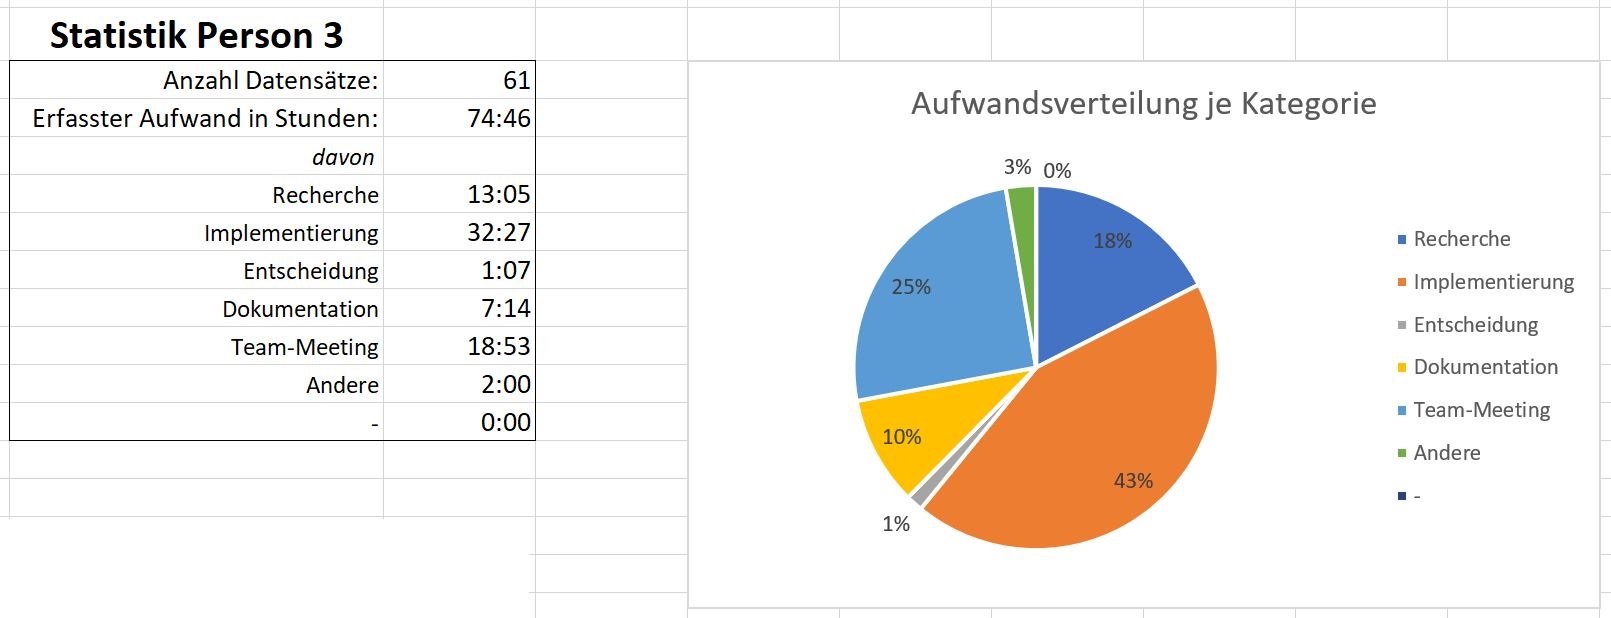 Statistik Person 3
Anzahl Datensätze: 61
Erfasster Aufwand in Stunden: 74:46
davon
Recherche 13:05
Implementierung 32:27
Entscheidung 1:07
Dokumentation 7:14
Team-Meeting 18:53
Andere 2:00
- 0:00
Aufwandsverteilung je Kategorie
3% 0%
18%
25%
10%
43%
1%
Recherche
Implementierung
Entscheidung
Dokumentation
Team-Meeting
Andere
-